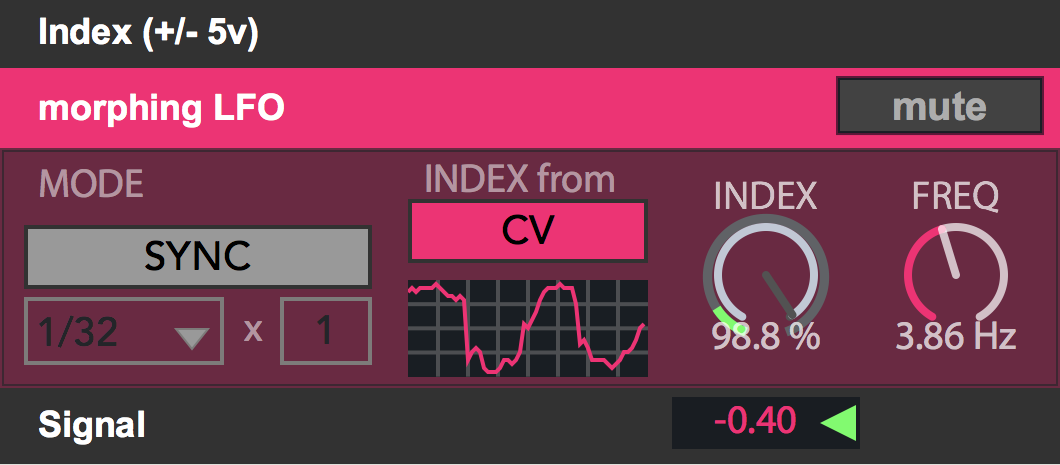 Index (+/- 5v)
morphing LFO
mute
MODE
INDEX from
INDEX
FREQ
SYNC
CV
1/32
x
1
98.8 %
3.86 Hz
Signal
-0.40